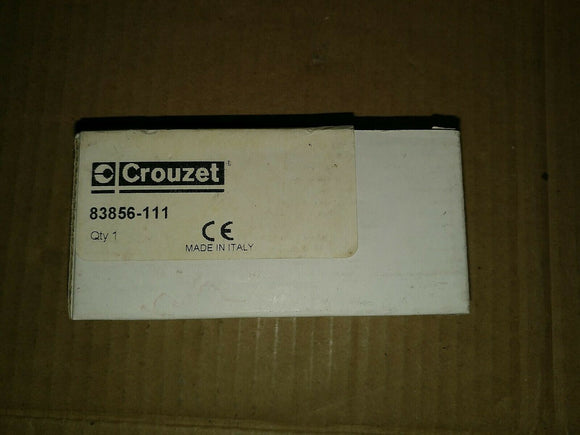 Crouzet®
83856-111
Qty 1
CE
MADE IN ITALY